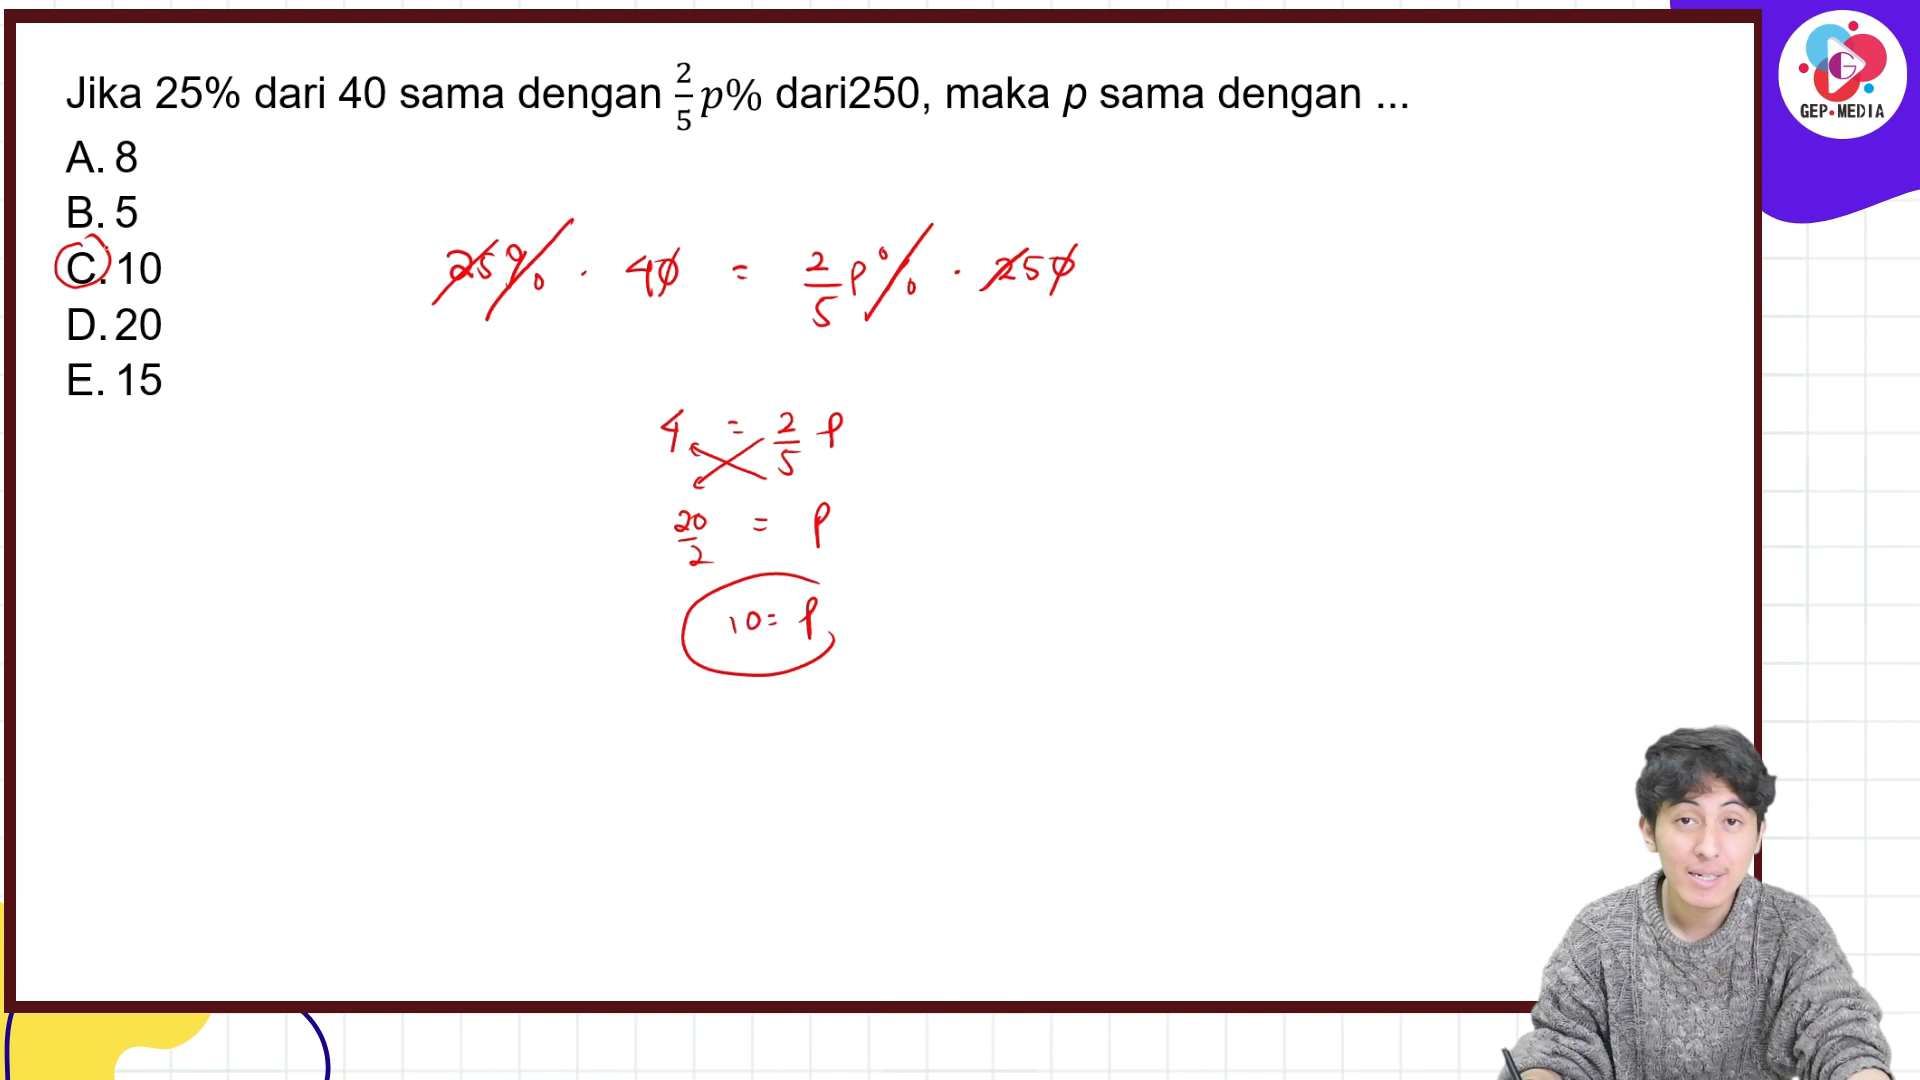 Jika 25% dari 40 sama dengan 2/5 p% dari250, maka p sama dengan ...
A. 8
B. 5
C. 10
D. 20
E. 15
25% . 40 = 2/5 p% . 250
4 = 2/5 p
20/2 = p
10 = p
G
GEP•MEDIA